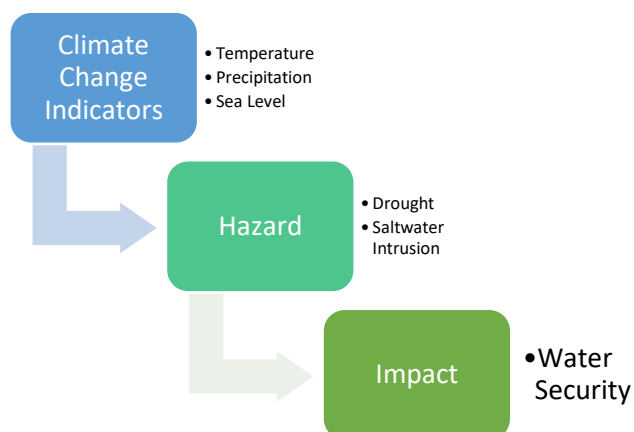 Climate
Change
Indicators
• Temperature
• Precipitation
• Sea Level
Hazard
• Drought
• Saltwater
Intrusion
Impact
• Water
Security